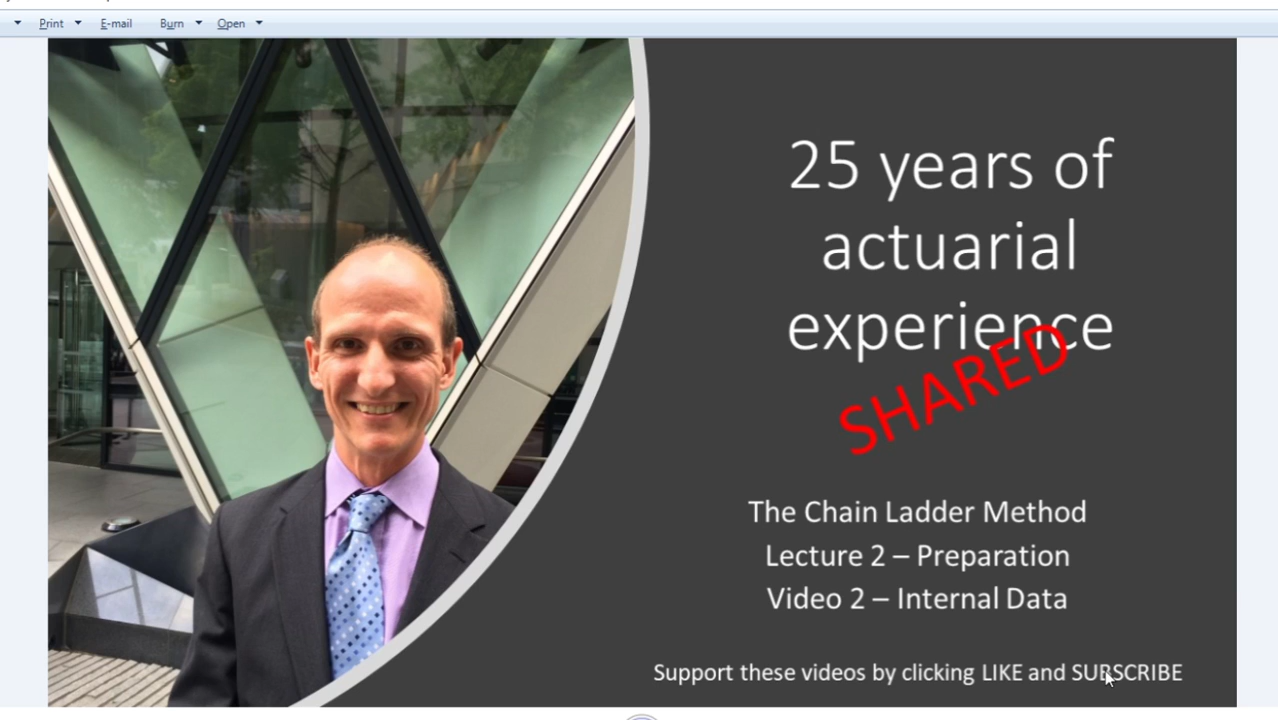 Print E-mail Burn Open
25 years of
actuarial
experience
SHARED
The Chain Ladder Method
Lecture 2 – Preparation
Video 2 – Internal Data
Support these videos by clicking LIKE and SUBSCRIBE